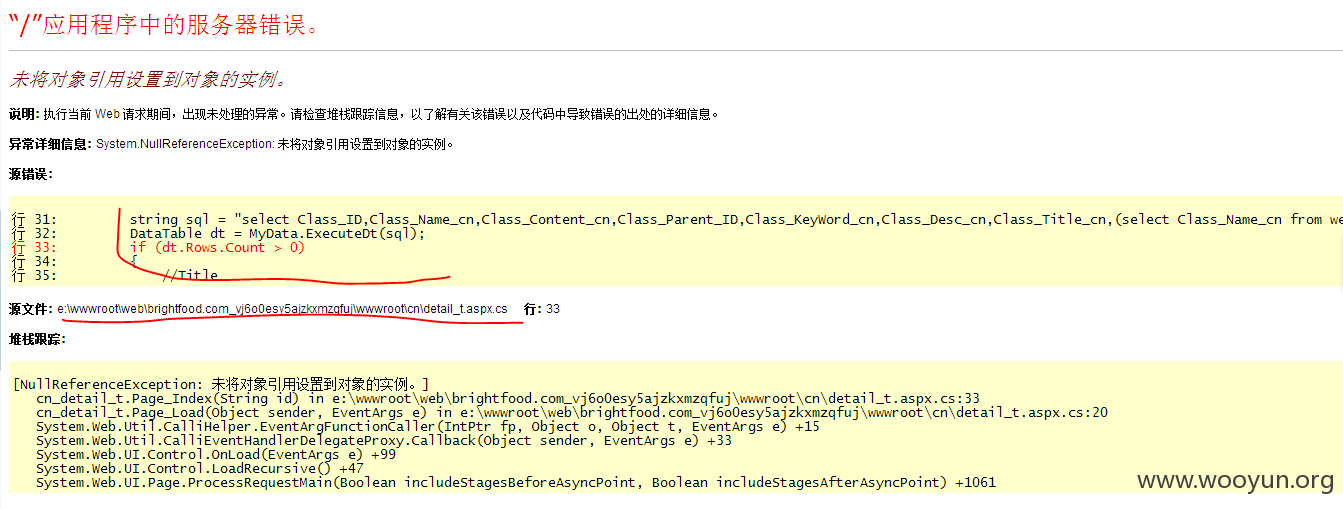 “/”应用程序中的服务器错误。
未将对象引用设置到对象的实例。
说明: 执行当前 Web 请求期间，出现未处理的异常。请检查堆栈跟踪信息，以了解有关该错误以及代码中导致错误的出处的详细信息。
异常详细信息: System.NullReferenceException: 未将对象引用设置到对象的实例。
源错误:
行 31:         string sql = "select Class_ID,Class_Name_cn,Class_Content_cn,Class_Parent_ID,Class_KeyWord_cn,Class_Desc_cn,Class_Title_cn,(select Class_Name_cn from we
行 32:         DataTable dt = MyData.ExecuteDt(sql);
行 33:         if (dt.Rows.Count > 0)
行 34:         {
行 35:             //Title
源文件: e:\wwwroot\web\brightfood.com_vj6o0esy5ajzkxmzqfuj\wwwroot\cn\detail_t.aspx.cs    行: 33
堆栈跟踪:
[NullReferenceException: 未将对象引用设置到对象的实例。]
   cn_detail_t.Page_Index(String id) in e:\wwwroot\web\brightfood.com_vj6o0esy5ajzkxmzqfuj\wwwroot\cn\detail_t.aspx.cs:33
   cn_detail_t.Page_Load(Object sender, EventArgs e) in e:\wwwroot\web\brightfood.com_vj6o0esy5ajzkxmzqfuj\wwwroot\cn\detail_t.aspx.cs:20
   System.Web.Util.CalliHelper.EventArgFunctionCaller(IntPtr fp, Object o, Object t, EventArgs e) +15
   System.Web.Util.CalliEventHandlerDelegateProxy.Callback(Object sender, EventArgs e) +33
   System.Web.UI.Control.OnLoad(EventArgs e) +99
   System.Web.UI.Control.LoadRecursive() +47
   System.Web.UI.Page.ProcessRequestMain(Boolean includeStagesBeforeAsyncPoint, Boolean includeStagesAfterAsyncPoint) +1061
www.wooyun.org